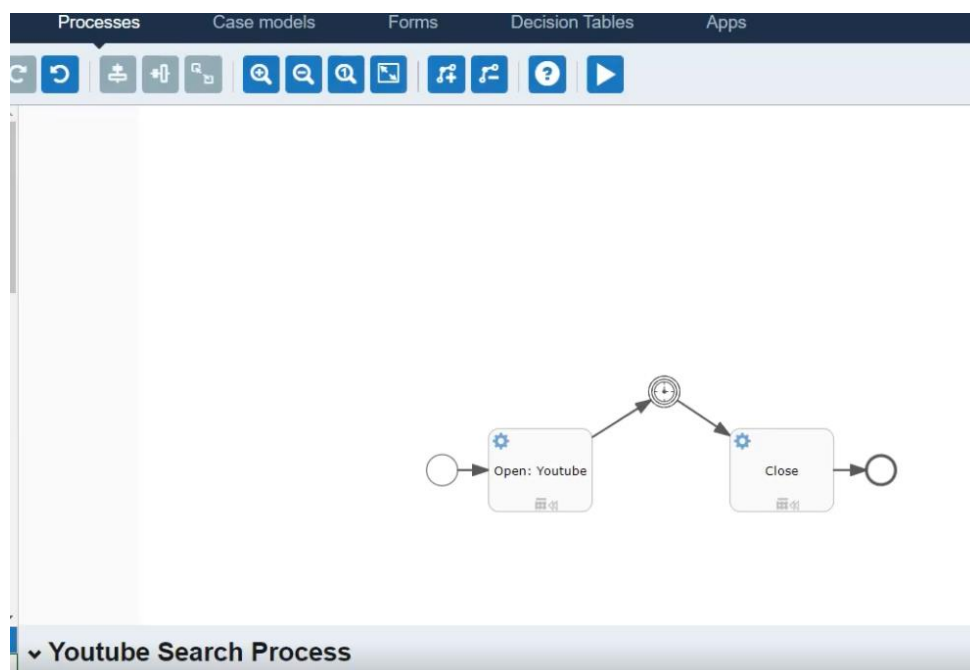 Processes Case models Forms Decision Tables Apps
Open: Youtube
Close
Youtube Search Process